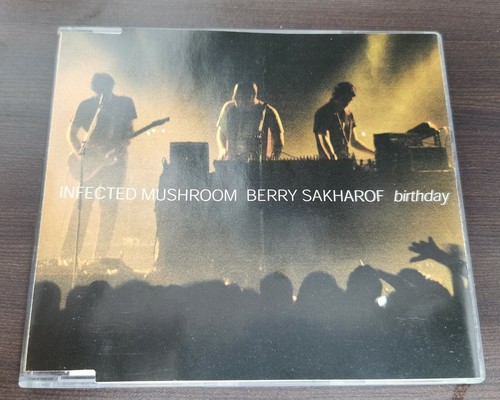 INFECTED MUSHROOM BERRY SAKHAROF birthday